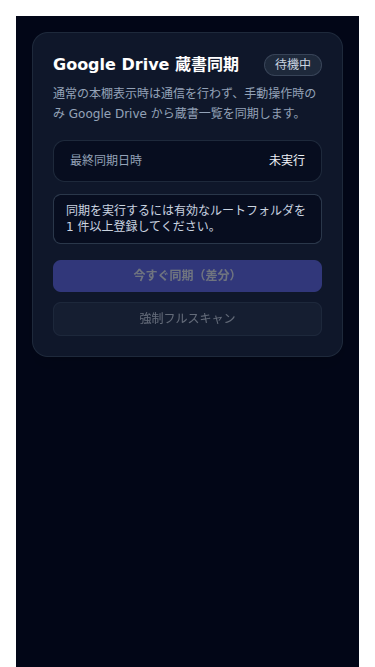 Google Drive 蔵書同期
待機中
通常の本棚表示時は通信を行わず、手動操作時の
み Google Drive から蔵書一覧を同期します。
最終同期日時
未実行
同期を実行するには有効なルートフォルダを
1 件以上登録してください。
今すぐ同期（差分）
強制フルスキャン